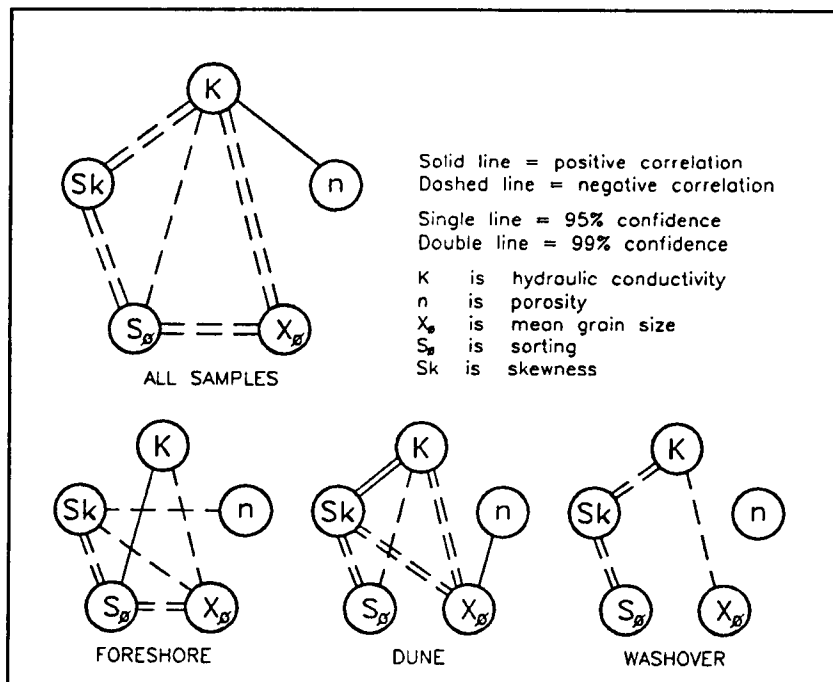 K
Sk
n
Sø
Xø
ALL SAMPLES
Solid line = positive correlation
Dashed line = negative correlation
Single line = 95% confidence
Double line = 99% confidence
K is hydraulic conductivity
n is porosity
Xø is mean grain size
Sø is sorting
Sk is skewness
K
Sk
n
Sø
Xø
FORESHORE
K
Sk
n
Sø
Xø
DUNE
K
Sk
n
Sø
Xø
WASHOVER